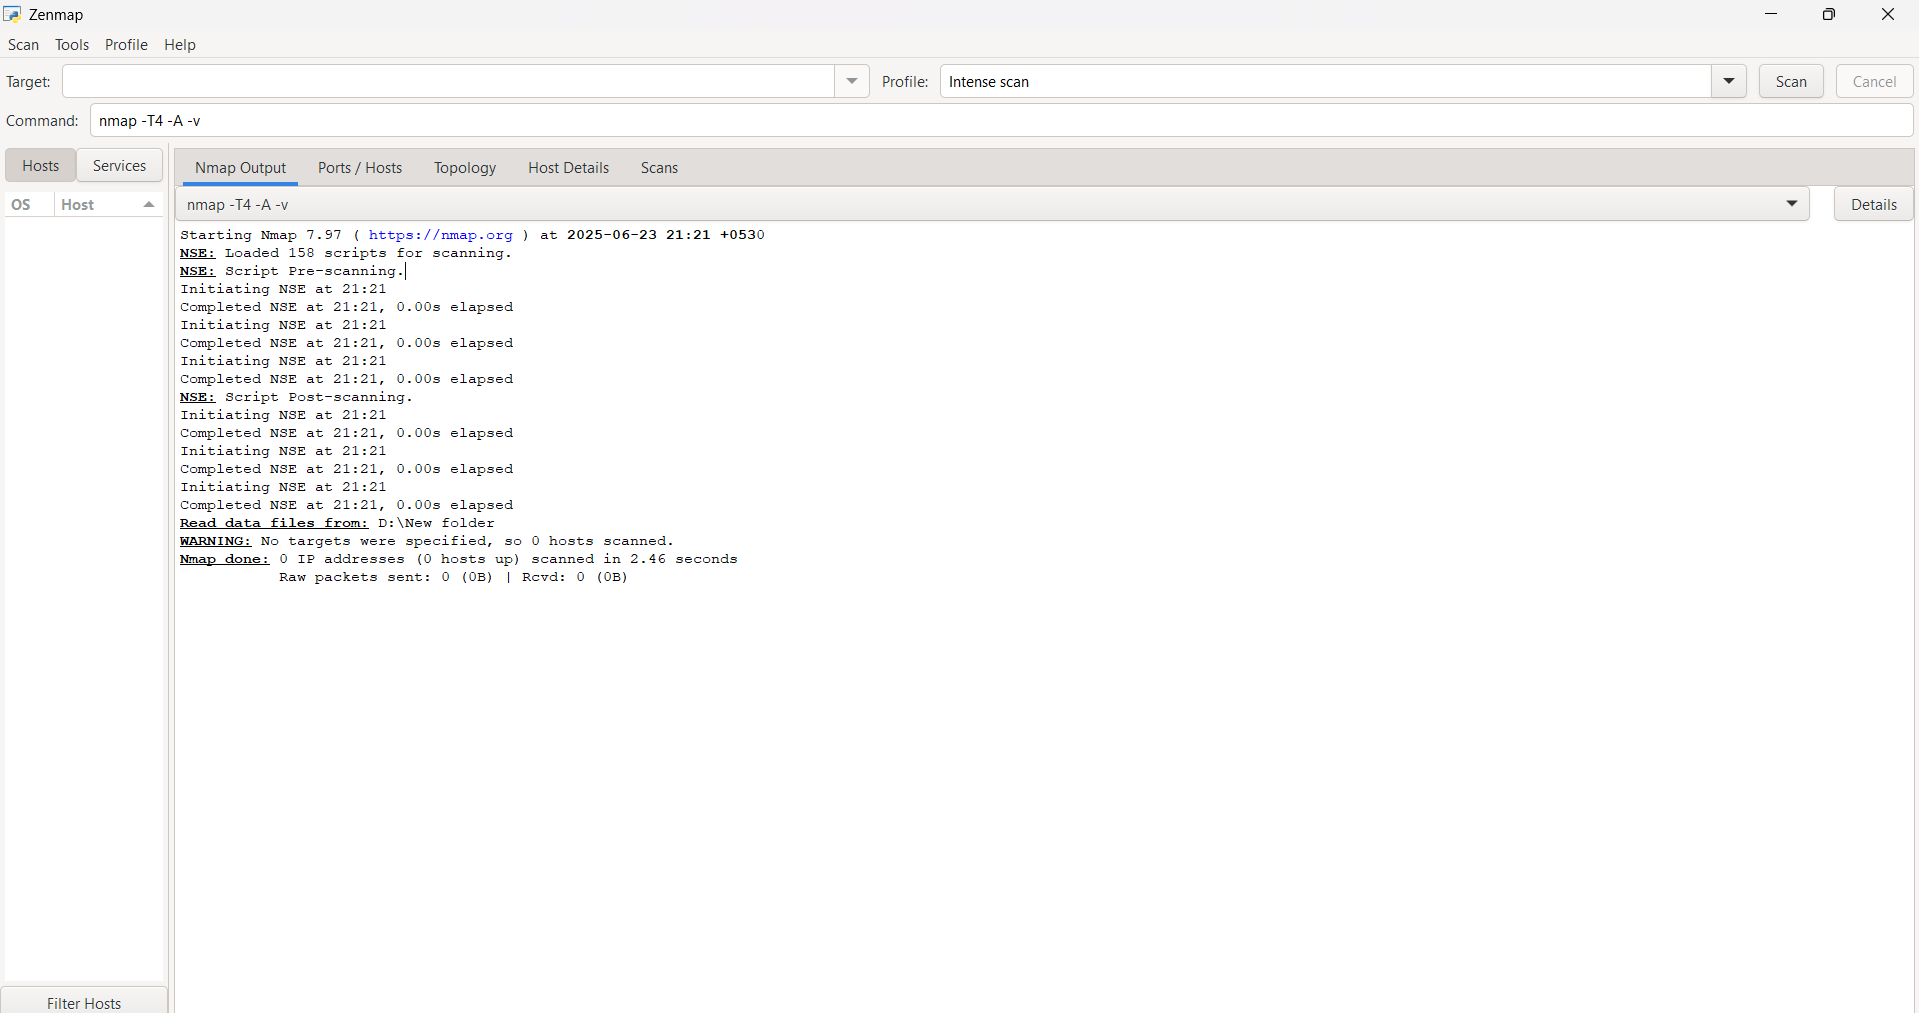 Zenmap
Scan Tools Profile Help
Target: Profile: Intense scan Scan Cancel
Command: nmap -T4 -A -v
Hosts Services Nmap Output Ports / Hosts Topology Host Details Scans
OS Host nmap -T4 -A -v Details
Starting Nmap 7.97 ( https://nmap.org ) at 2025-06-23 21:21 +0530
NSE: Loaded 158 scripts for scanning.
NSE: Script Pre-scanning.
Initiating NSE at 21:21
Completed NSE at 21:21, 0.00s elapsed
Initiating NSE at 21:21
Completed NSE at 21:21, 0.00s elapsed
Initiating NSE at 21:21
Completed NSE at 21:21, 0.00s elapsed
NSE: Script Post-scanning.
Initiating NSE at 21:21
Completed NSE at 21:21, 0.00s elapsed
Initiating NSE at 21:21
Completed NSE at 21:21, 0.00s elapsed
Initiating NSE at 21:21
Completed NSE at 21:21, 0.00s elapsed
Read data files from: D:\New folder
WARNING: No targets were specified, so 0 hosts scanned.
Nmap done: 0 IP addresses (0 hosts up) scanned in 2.46 seconds
Raw packets sent: 0 (0B) | Rcvd: 0 (0B)
Filter Hosts